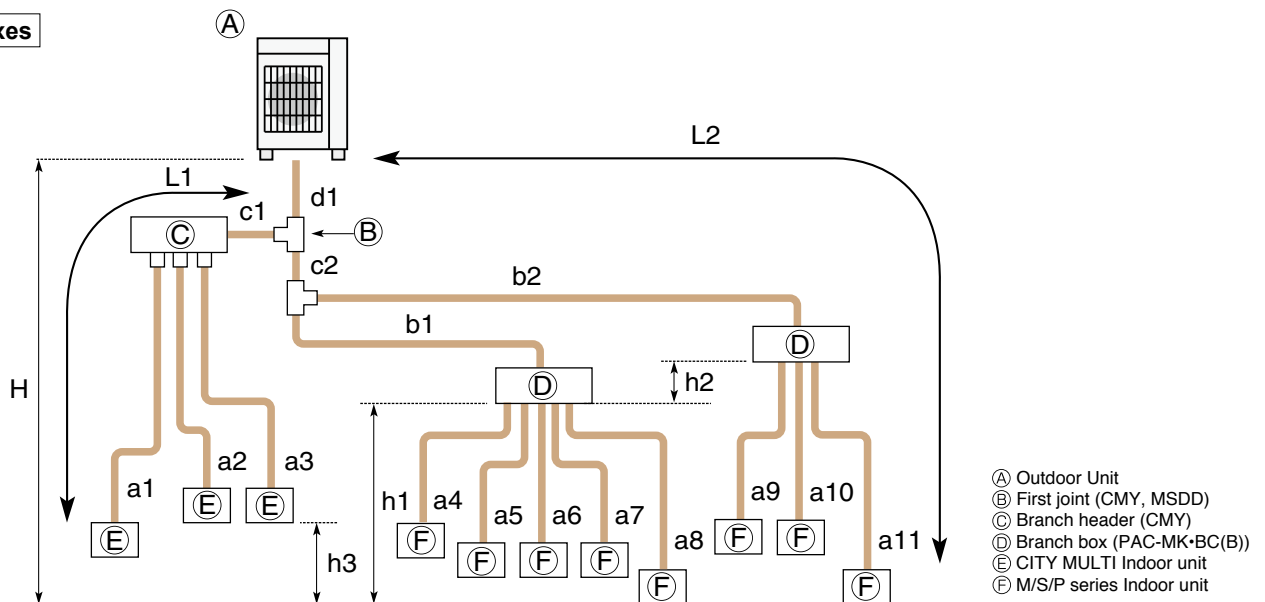 xes
A
L2
L1
d1
c1
C
B
c2
b2
b1
D
D
h2
H
a1
a2
a3
h1
a4
a5
a6
a7
a8
a9
a10
a11
E
E
E
h3
F
F
F
F
F
F
F
F
Ⓐ Outdoor Unit
Ⓑ First joint (CMY, MSDD)
Ⓒ Branch header (CMY)
Ⓓ Branch box (PAC-MK•BC(B))
Ⓔ CITY MULTI Indoor unit
Ⓕ M/S/P series Indoor unit